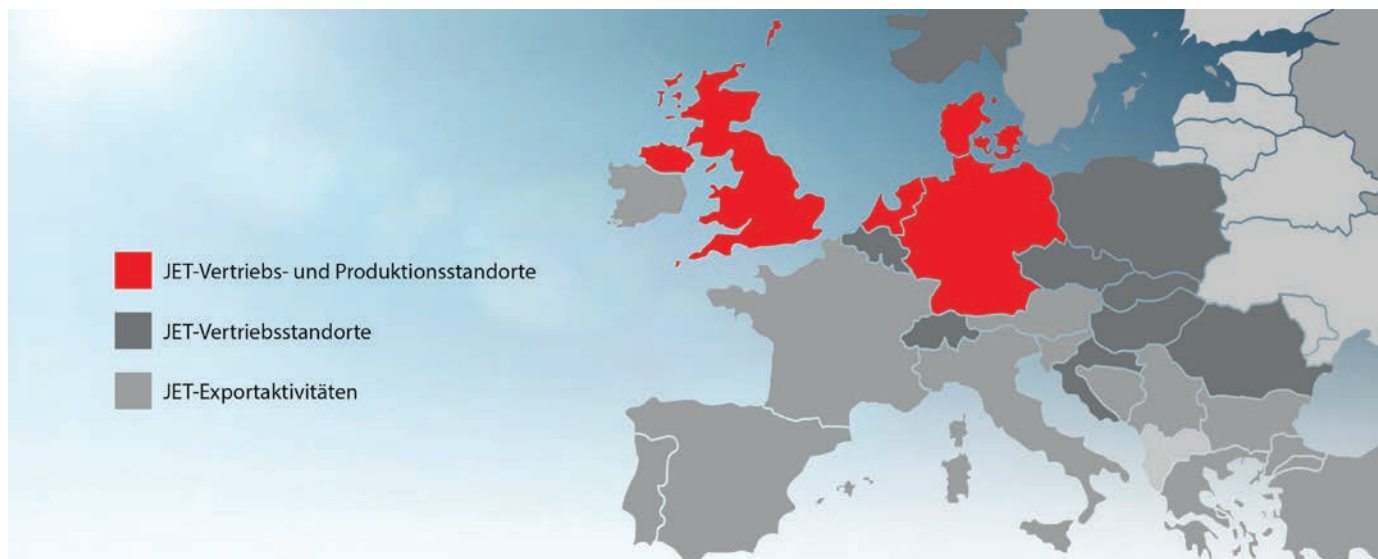 JET-Vertriebs- und Produktionsstandorte
JET-Vertriebsstandorte
JET-Exportaktivitäten